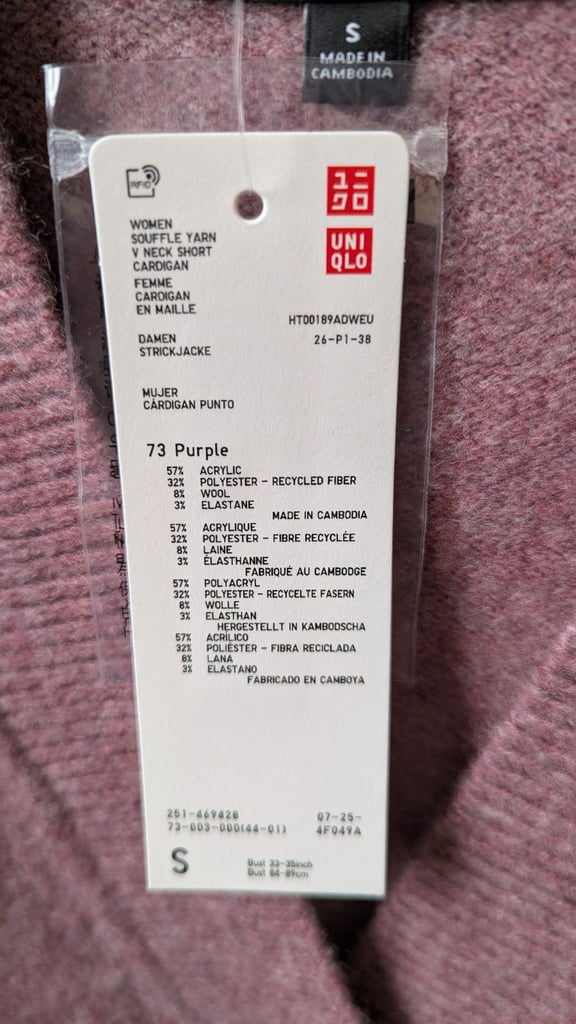 S
MADE IN
CAMBODIA
RFID
ユニ
クロ
UNI
QLO
WOMEN
SOUFFLE YARN
V NECK SHORT
CARDIGAN
FEMME
CARDIGAN
EN MAILLE
HT00189ADWEU
DAMEN
STRICKJACKE
26-P1-38
MUJER
CÁRDIGAN PUNTO
73 Purple
57% ACRYLIC
32% POLYESTER - RECYCLED FIBER
8% WOOL
3% ELASTANE
MADE IN CAMBODIA
57% ACRYLIQUE
32% POLYESTER - FIBRE RECYCLÉE
8% LAINE
3% ÉLASTHANNE
FABRIQUÉ AU CAMBODGE
57% POLYACRYL
32% POLYESTER - RECYCELTE FASERN
8% WOLLE
3% ELASTHAN
HERGESTELLT IN KAMBODSCHA
57% ACRÍLICO
32% POLIÉSTER - FIBRA RECICLADA
8% LANA
3% ELASTANO
FABRICADO EN CAMBOYA
251-469428 07-25-
73-003-000(44-01) 4F049A
S
Bust 33-35inch
Bust 84-89cm